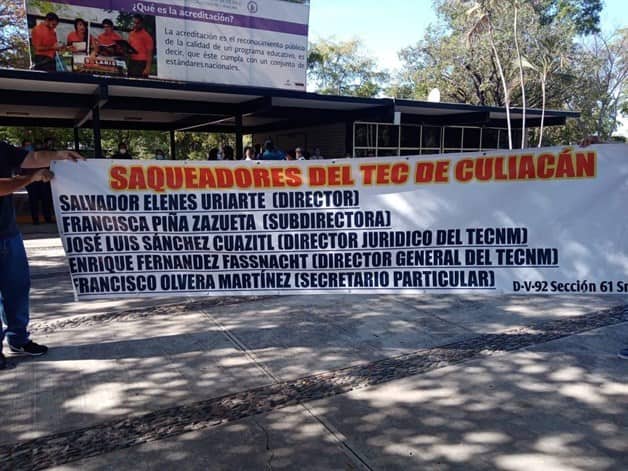 ¿Qué es la acreditación?
La acreditación es el reconocimiento público
de la calidad de un programa educativo, es
decir, que éste cumpla con un conjunto de
estándares nacionales.
SAQUEADORES DEL TEC DE CULIACÁN
SALVADOR ELENES URIARTE (DIRECTOR)
FRANCISCA PIÑA ZAZUETA (SUBDIRECTORA)
JOSÉ LUIS SÁNCHEZ CUAZITL (DIRECTOR JURIDICO DEL TECNM)
ENRIQUE FERNANDEZ FASSNACHT (DIRECTOR GENERAL DEL TECNM)
FRANCISCO OLVERA MARTÍNEZ (SECRETARIO PARTICULAR)
D-V-92 Sección 61 Sn